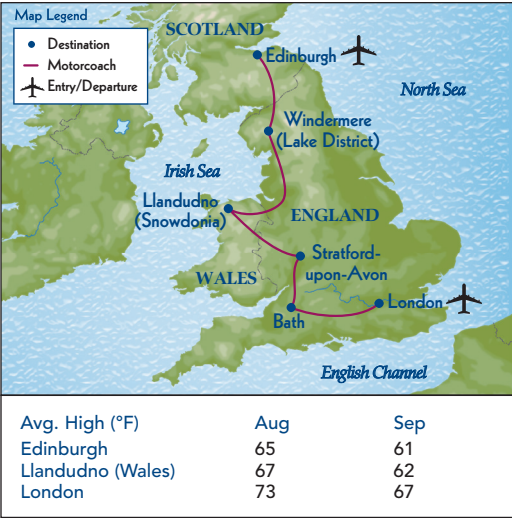 Map Legend
Destination
Motorcoach
Entry/Departure
SCOTLAND
Edinburgh
North Sea
Windermere
(Lake District)
Irish Sea
Llandudno
(Snowdonia)
ENGLAND
Stratford-
upon-Avon
WALES
London
Bath
English Channel
Avg. High (°F) Aug Sep
Edinburgh 65 61
Llandudno (Wales) 67 62
London 73 67